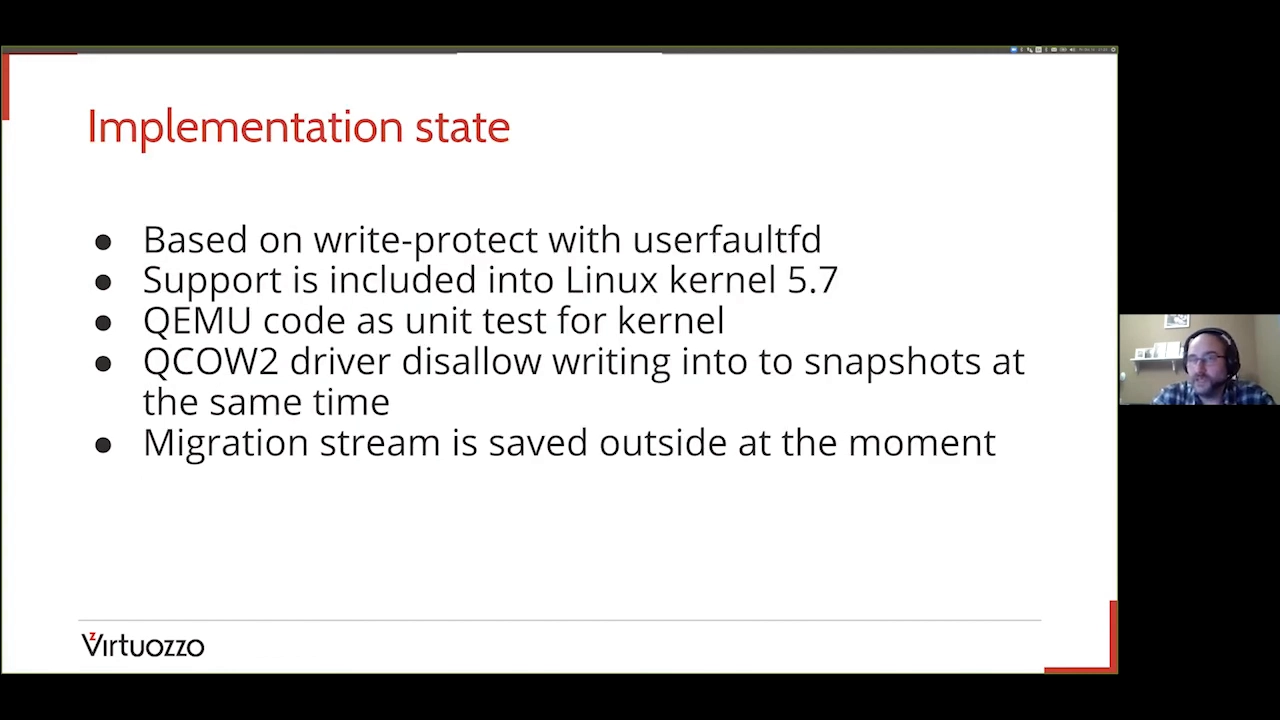 Implementation state
● Based on write-protect with userfaultfd
● Support is included into Linux kernel 5.7
● QEMU code as unit test for kernel
● QCOW2 driver disallow writing into to snapshots at
the same time
● Migration stream is saved outside at the moment
Virtuozzo